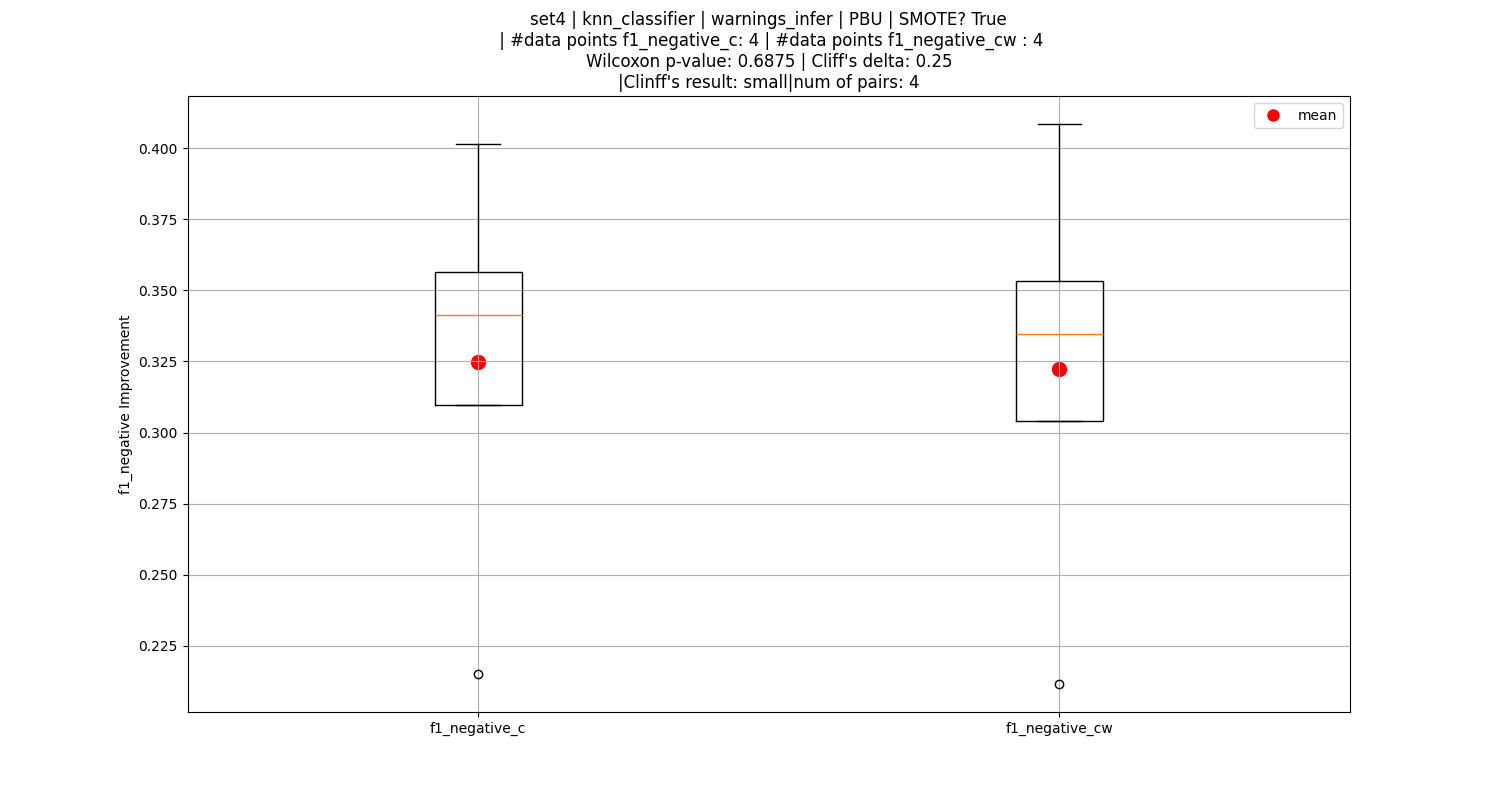 set4 | knn_classifier | warnings_infer | PBU | SMOTE? True
| #data points f1_negative_c: 4 | #data points f1_negative_cw : 4
Wilcoxon p-value: 0.6875 | Cliff's delta: 0.25
|Clinff's result: small|num of pairs: 4
mean
0.400
0.375
0.350
0.325
0.300
0.275
0.250
0.225
f1_negative Improvement
f1_negative_c
f1_negative_cw